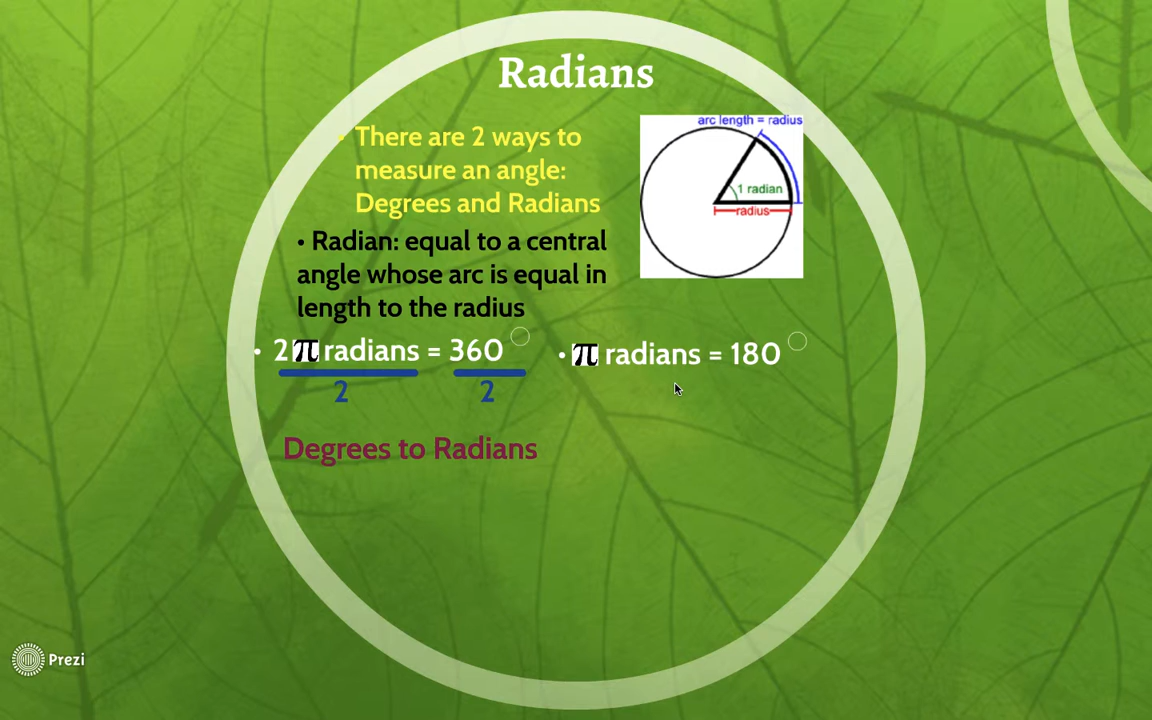 Radians
• There are 2 ways to
measure an angle:
Degrees and Radians
arc length = radius
1 radian
radius
• Radian: equal to a central
angle whose arc is equal in
length to the radius
• 2π radians = 360°
2 2
• π radians = 180°
Degrees to Radians
Prezi